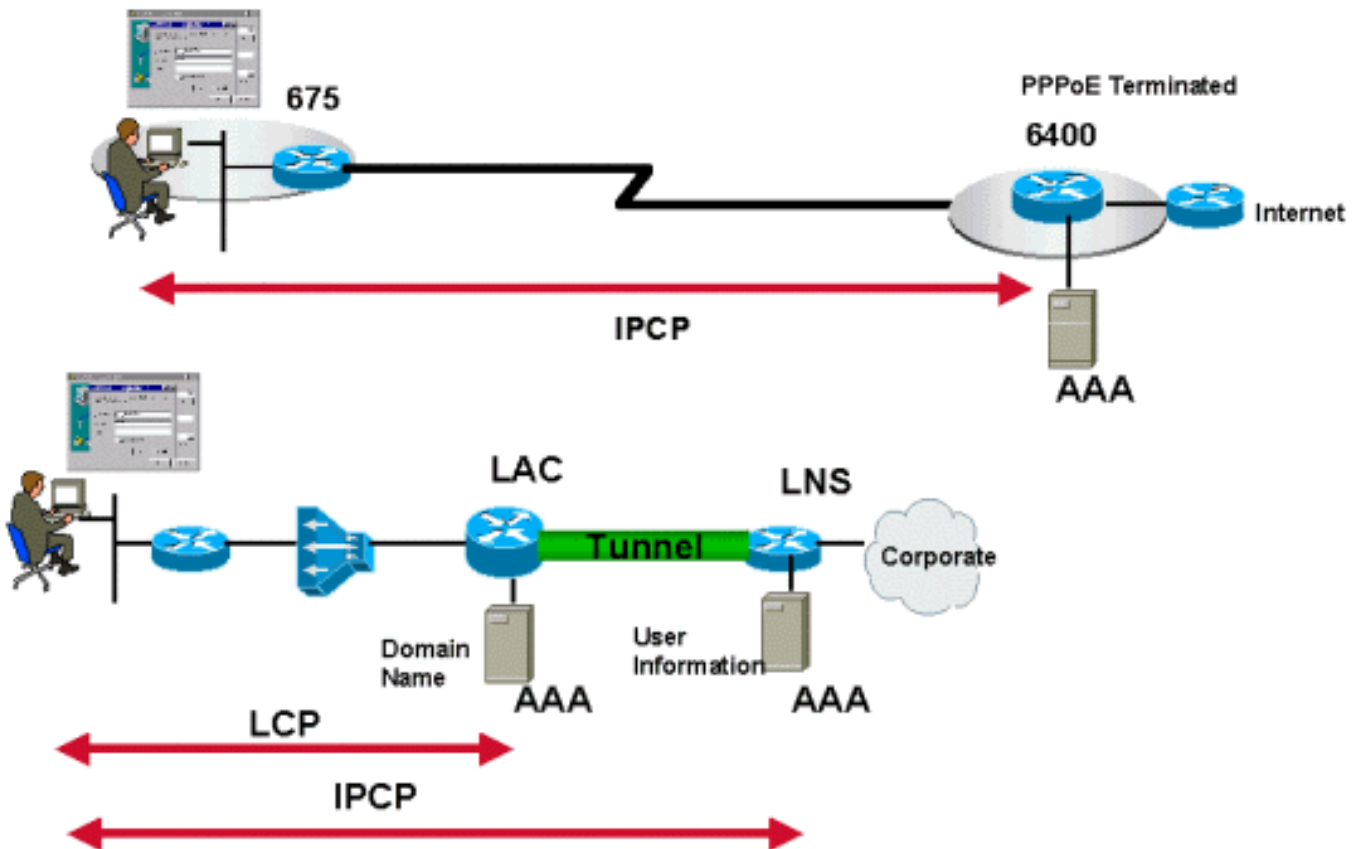 675
PPPoE Terminated
6400
Internet
IPCP
AAA
LAC
LNS
Tunnel
Corporate
Domain
Name
User
Information
AAA
AAA
LCP
IPCP